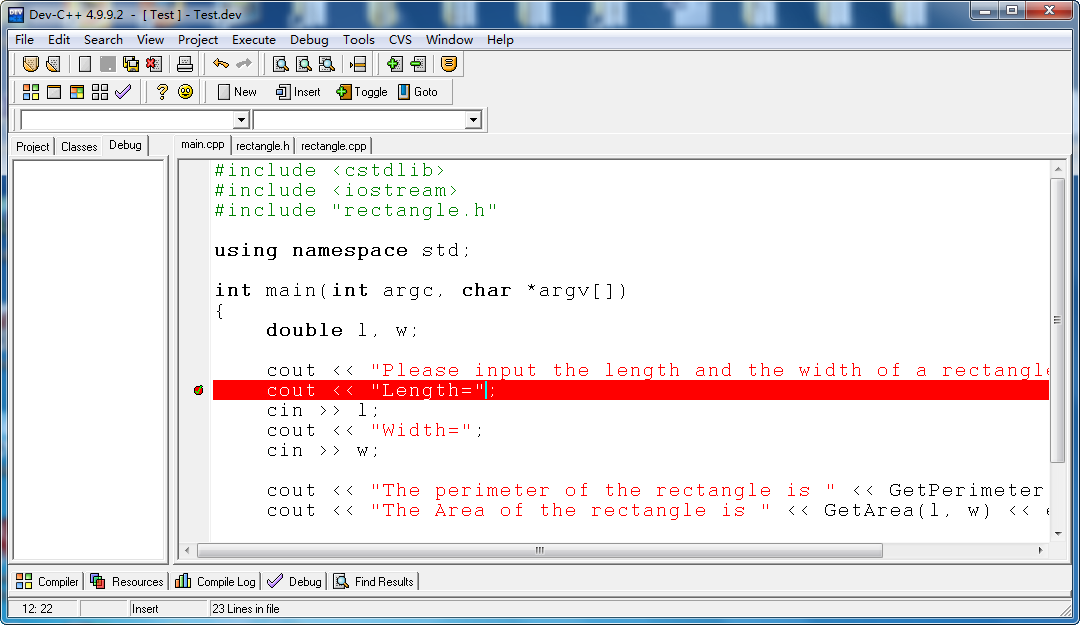 Dev-C++ 4.9.9.2 - [ Test ] - Test.dev
File Edit Search View Project Execute Debug Tools CVS Window Help
New Insert Toggle Goto
Project Classes Debug main.cpp rectangle.h rectangle.cpp
#include <cstdlib>
#include <iostream>
#include "rectangle.h"
using namespace std;
int main(int argc, char *argv[])
{
double l, w;
cout << "Please input the length and the width of a rectangle
cout << "Length=";
cin >> l;
cout << "Width=";
cin >> w;
cout << "The perimeter of the rectangle is " << GetPerimeter
cout << "The Area of the rectangle is " << GetArea(l, w) <<
Compiler Resources Compile Log Debug Find Results
12: 22 Insert 23 Lines in file